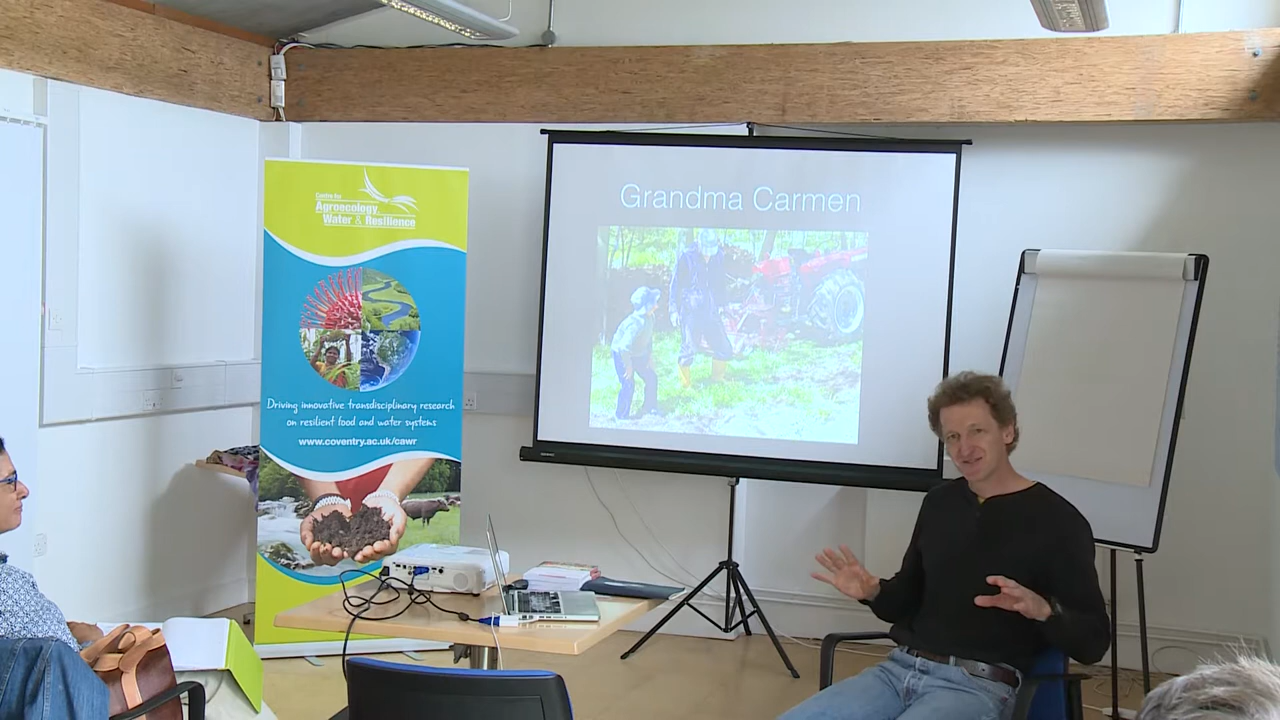 Centre for
Agroecology,
Water & Resilience
Driving innovative transdisciplinary research
on resilient food and water systems
www.coventry.ac.uk/cawr
Grandma Carmen